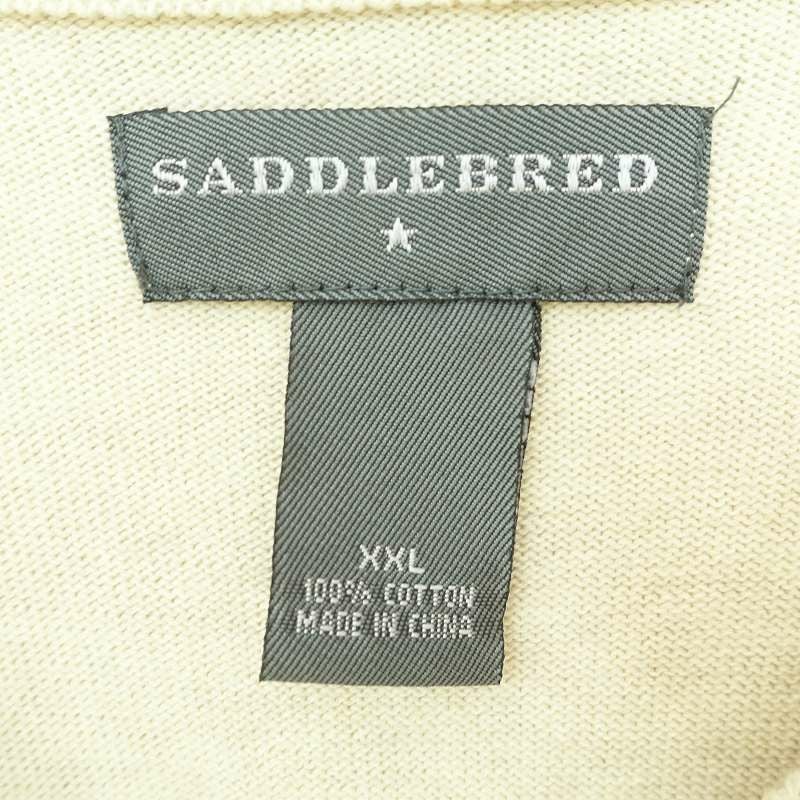 SADDLEBRED
XXL
100% COTTON
MADE IN CHINA